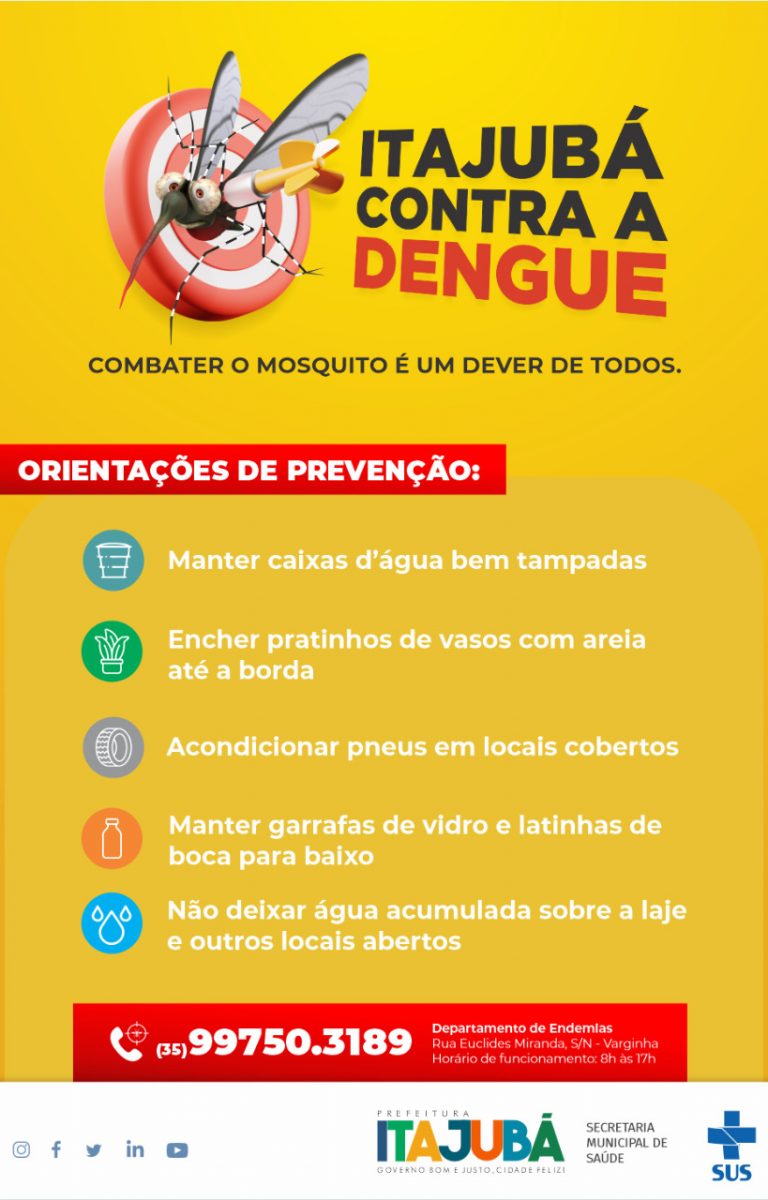 ITAJUBÁ
CONTRA A
DENGUE
COMBATER O MOSQUITO É UM DEVER DE TODOS.
ORIENTAÇÕES DE PREVENÇÃO:
Manter caixas d’água bem tampadas
Encher pratinhos de vasos com areia
até a borda
Acondicionar pneus em locais cobertos
Manter garrafas de vidro e latinhas de
boca para baixo
Não deixar água acumulada sobre a laje
e outros locais abertos
(35) 99750.3189
Departamento de Endemias
Rua Euclides Miranda, S/N - Varginha
Horário de funcionamento: 8h às 17h
PREFEITURA
ITAJUBÁ
GOVERNO BOM E JUSTO, CIDADE FELIZ!
SECRETARIA
MUNICIPAL DE
SAÚDE
SUS